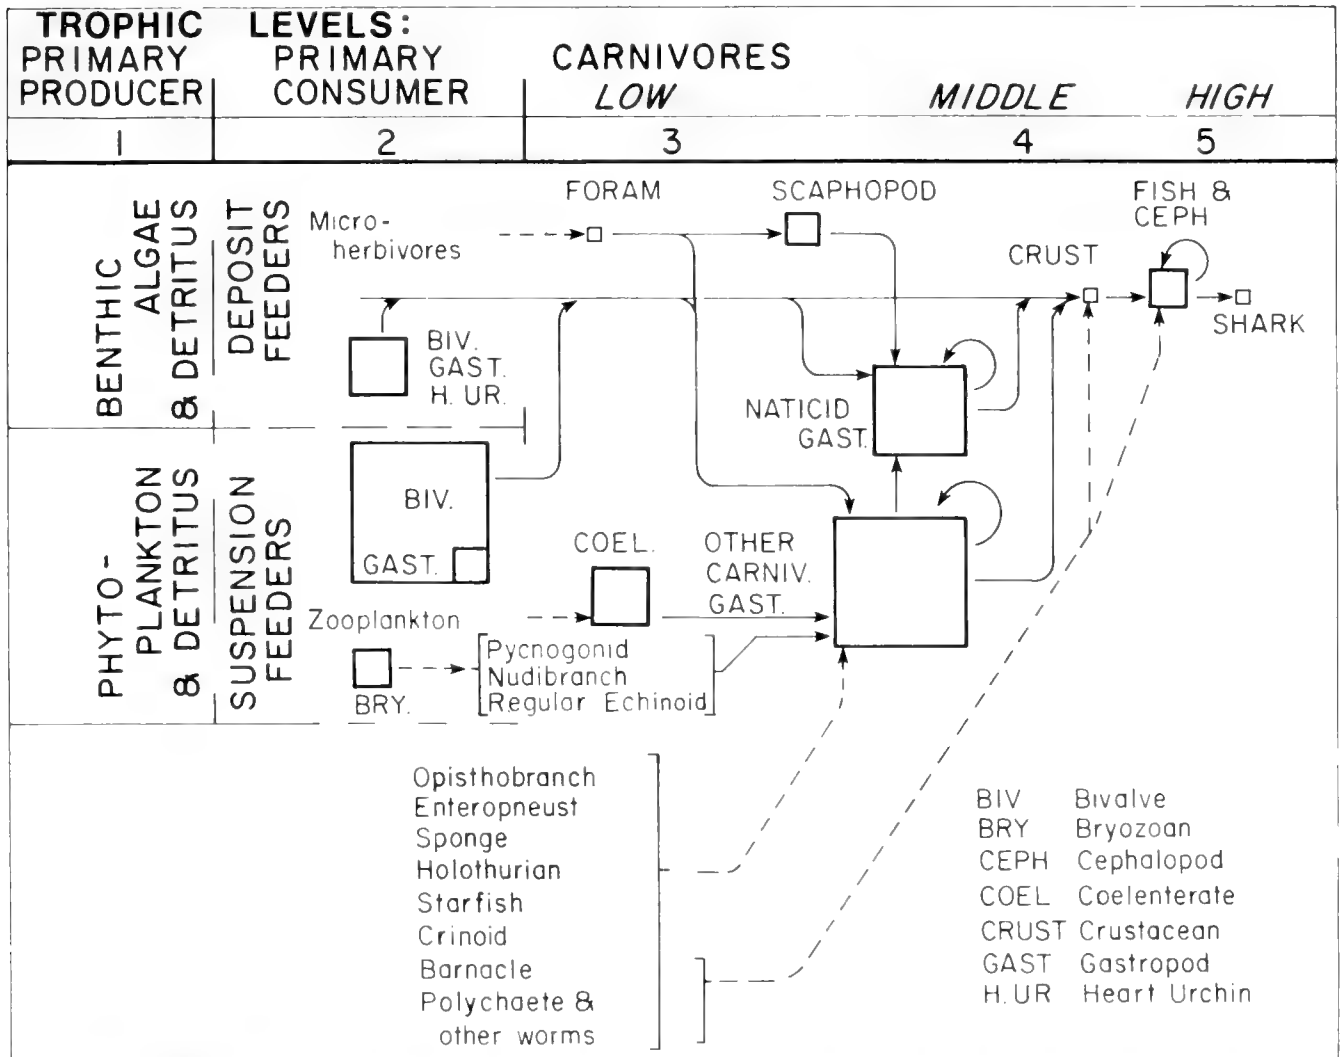 TROPHIC LEVELS:
PRIMARY PRODUCER
PRIMARY CONSUMER
CARNIVORES
LOW MIDDLE HIGH
1 2 3 4 5
BENTHIC ALGAE & DETRITUS
DEPOSIT FEEDERS
Micro-
herbivores
FORAM
SCAPHOPOD
FISH &
CEPH
CRUST
SHARK
BIV.
GAST.
H. UR.
NATICID
GAST.
PHYTO-
PLANKTON
& DETRITUS
SUSPENSION
FEEDERS
BIV.
GAST.
COEL.
OTHER
CARNIV.
GAST.
Zooplankton
BRY.
Pycnogonid
Nudibranch
Regular Echinoid
Opisthobranch
Enteropneust
Sponge
Holothurian
Starfish
Crinoid
Barnacle
Polychaete &
other worms
BIV Bivalve
BRY Bryozoan
CEPH Cephalopod
COEL Coelenterate
CRUST Crustacean
GAST Gastropod
H.UR Heart Urchin